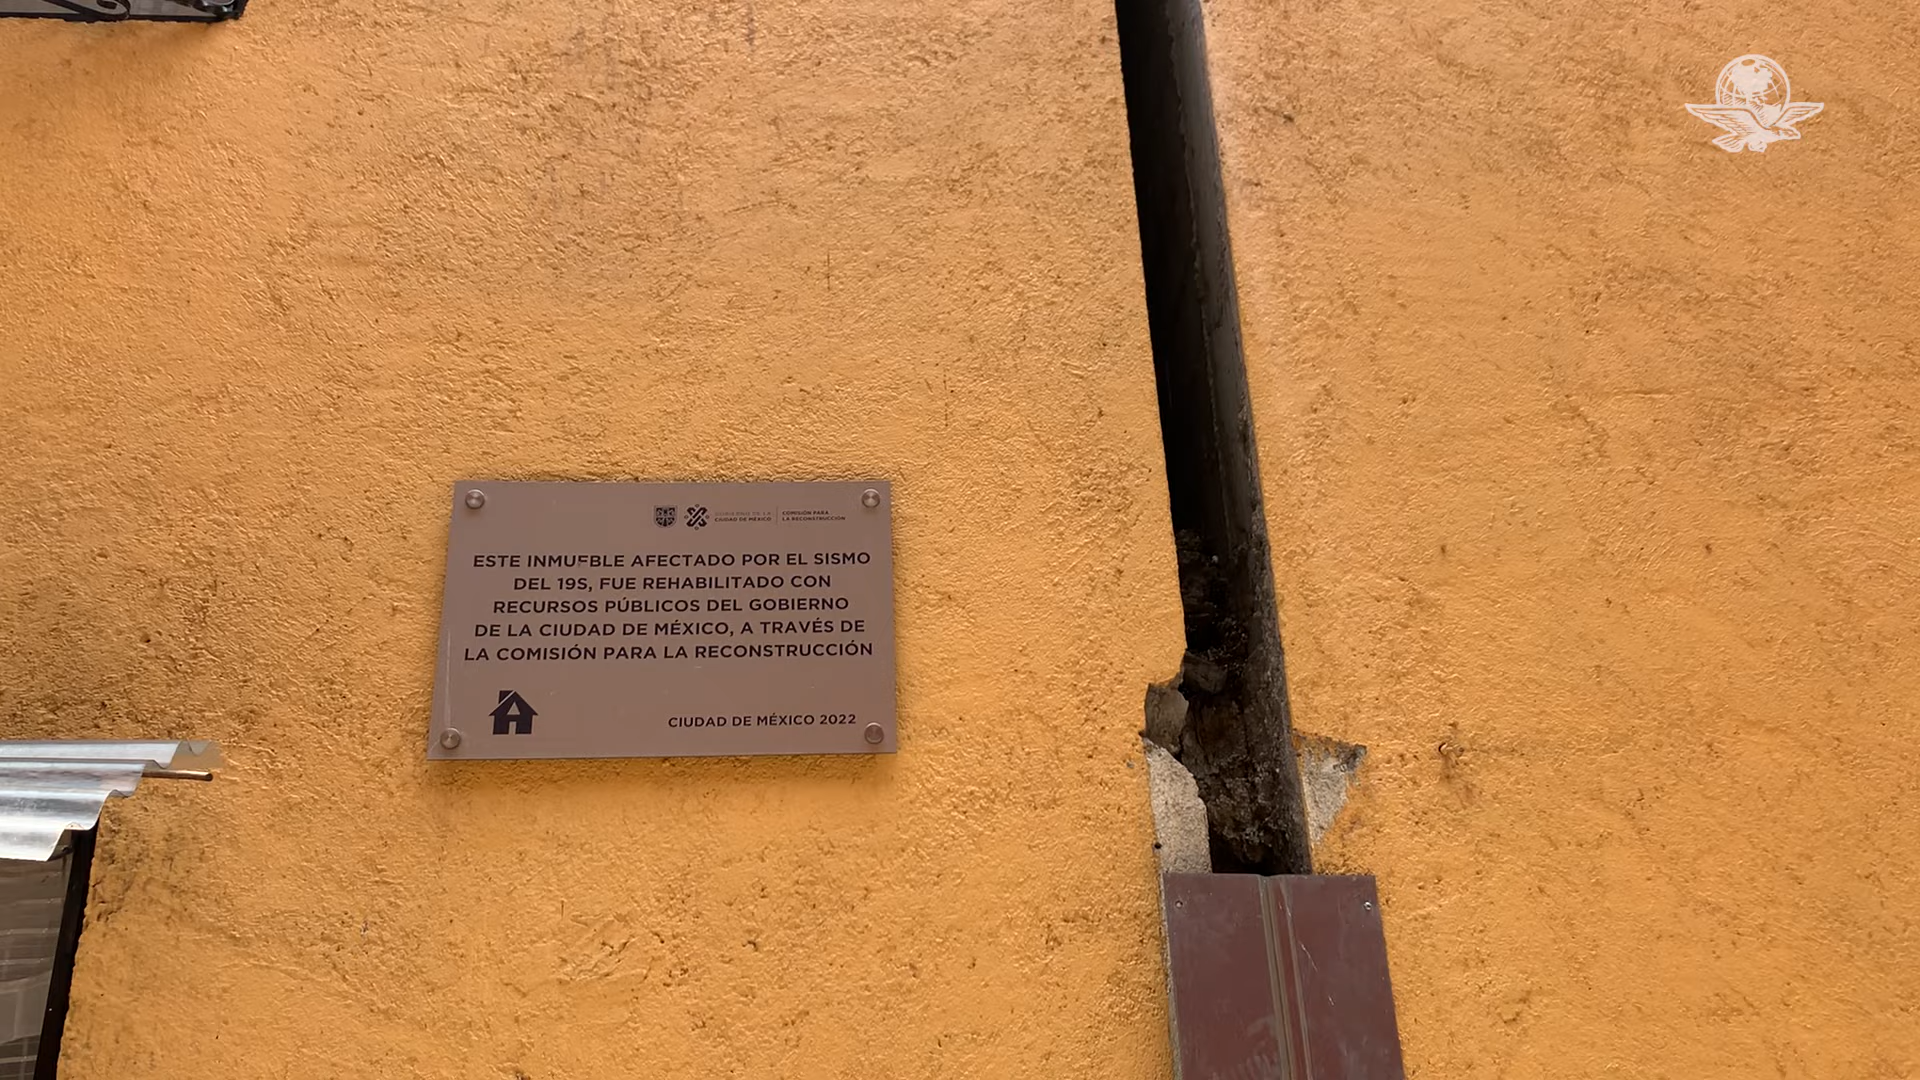 GOBIERNO DE LA
CIUDAD DE MÉXICO
COMISIÓN PARA
LA RECONSTRUCCIÓN
ESTE INMUEBLE AFECTADO POR EL SISMO
DEL 19S, FUE REHABILITADO CON
RECURSOS PÚBLICOS DEL GOBIERNO
DE LA CIUDAD DE MÉXICO, A TRAVÉS DE
LA COMISIÓN PARA LA RECONSTRUCCIÓN
CIUDAD DE MÉXICO 2022